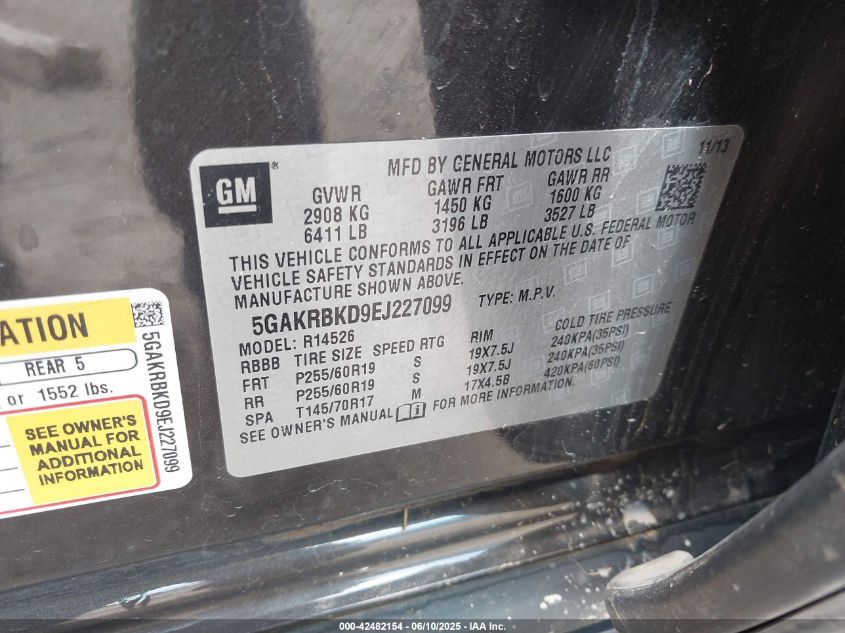 GM
®
MFD BY GENERAL MOTORS LLC 11/13
GVWR GAWR FRT GAWR RR
2908 KG 1450 KG 1600 KG
6411 LB 3196 LB 3527 LB
THIS VEHICLE CONFORMS TO ALL APPLICABLE U.S. FEDERAL MOTOR
VEHICLE SAFETY STANDARDS IN EFFECT ON THE DATE OF
MANUFACTURE SHOWN ABOVE.
5GAKRBKD9EJ227099 TYPE: M.P.V.
MODEL: R14526
RBBB TIRE SIZE SPEED RTG RIM COLD TIRE PRESSURE
FRT P255/60R19 S 19X7.5J 240KPA(35PSI)
RR P255/60R19 S 19X7.5J 240KPA(35PSI)
SPA T145/70R17 M 17X4.5B 420KPA(60PSI)
SEE OWNER'S MANUAL FOR MORE INFORMATION.
ATION
REAR 5
or 1552 lbs.
SEE OWNER'S
MANUAL FOR
ADDITIONAL
INFORMATION
5GAKRBKD9EJ227099
000-42482154 - 06/10/2025 - IAA Inc.